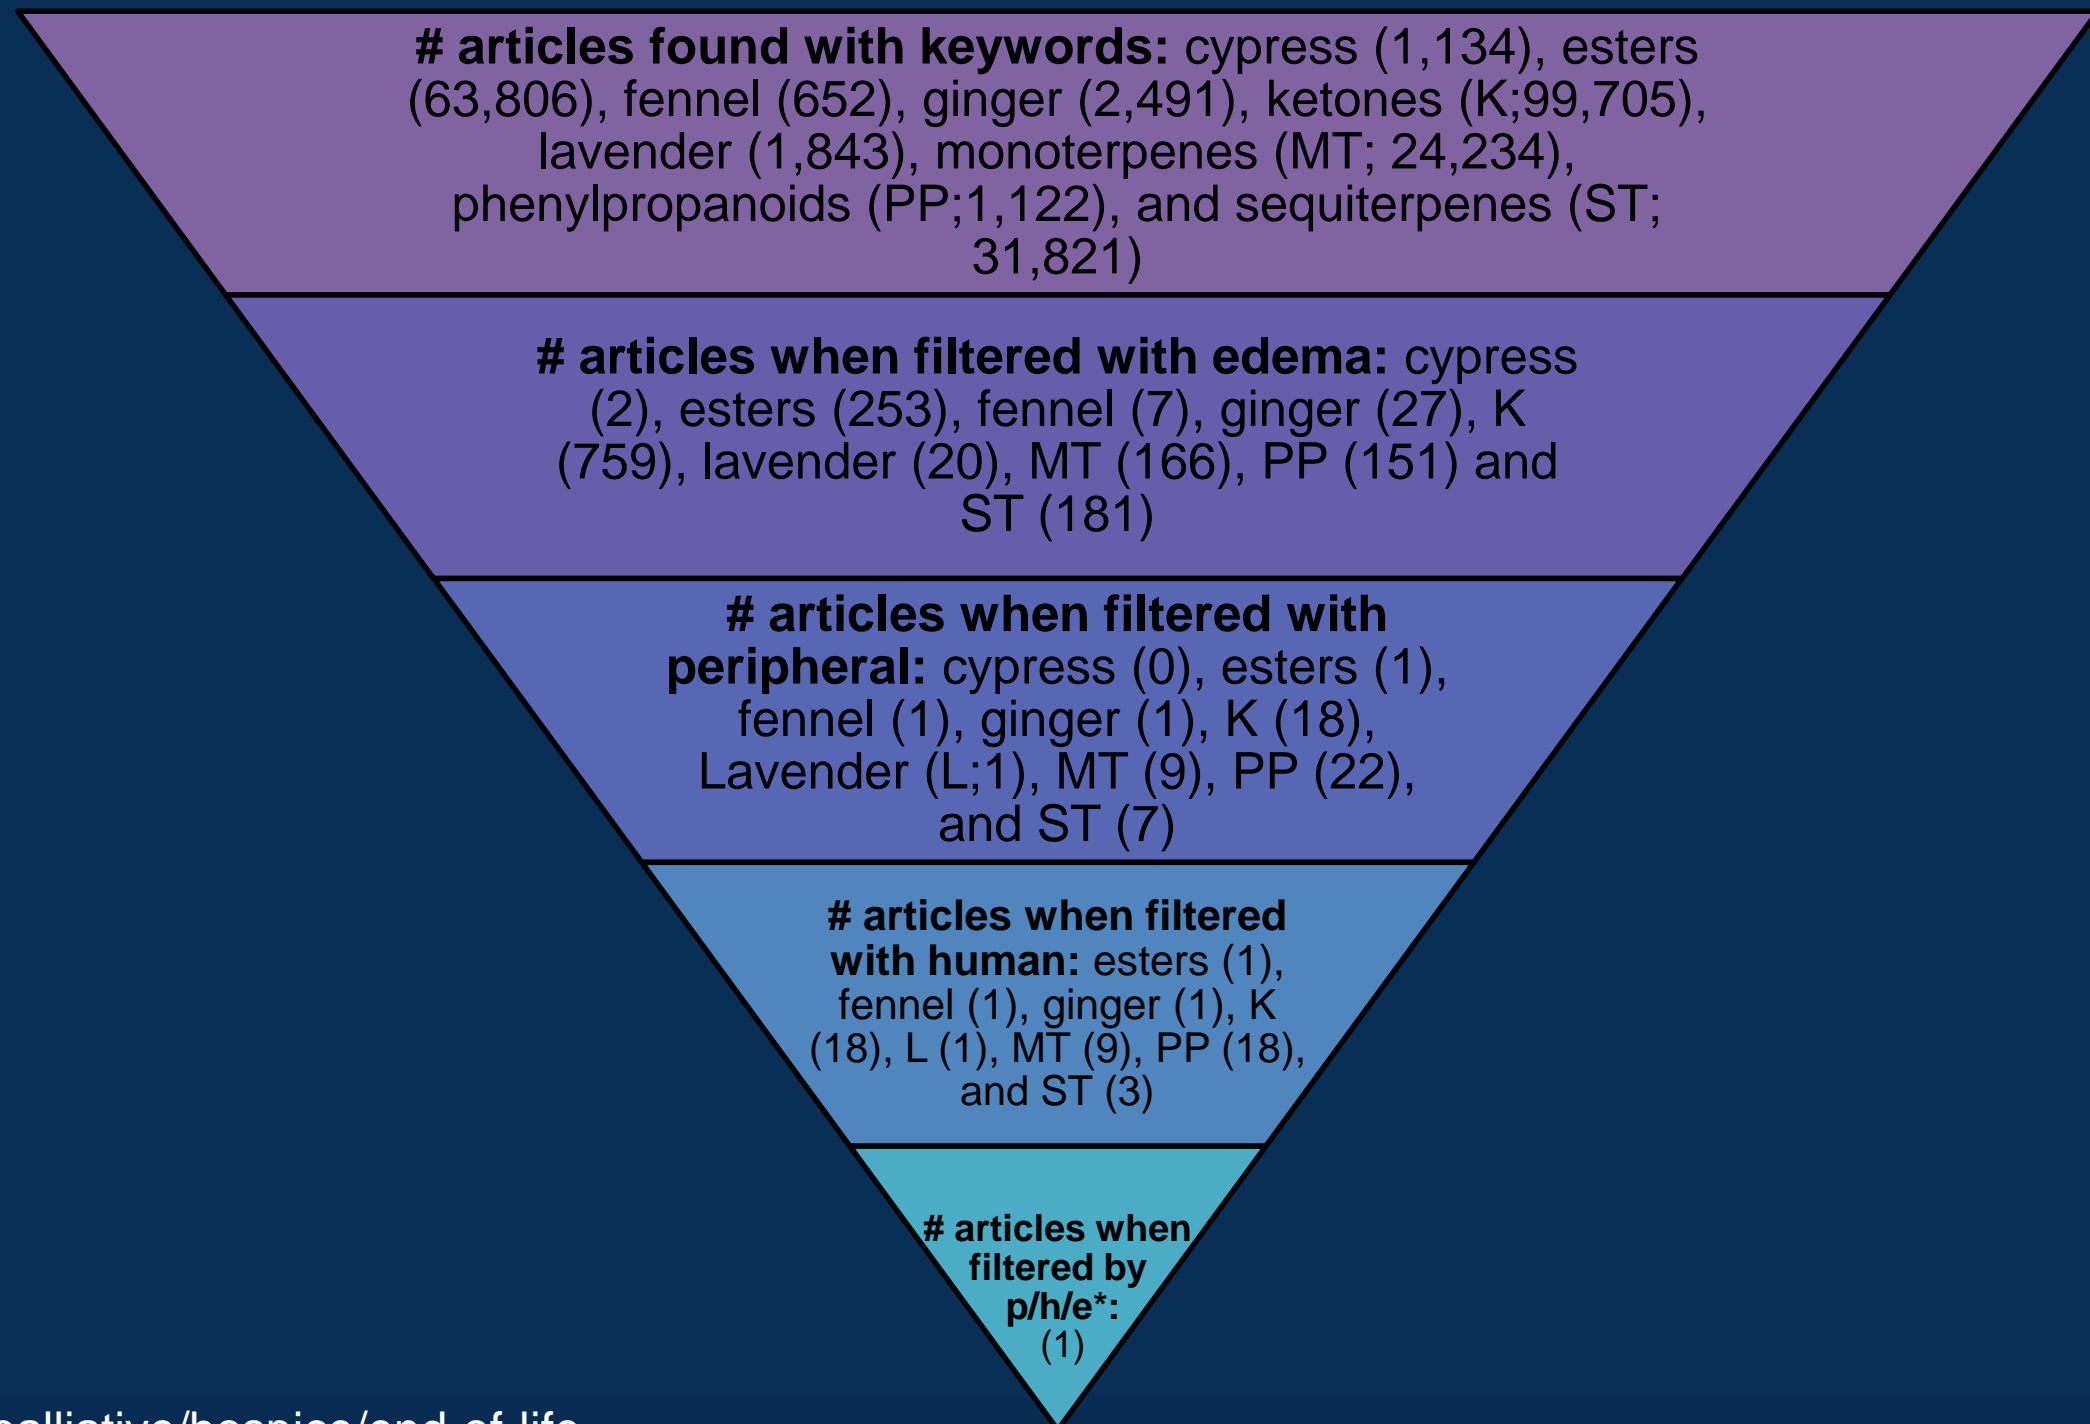 # articles found with keywords: cypress (1,134), esters
(63,806), fennel (652), ginger (2,491), ketones (K;99,705),
lavender (1,843), monoterpenes (MT; 24,234),
phenylpropanoids (PP;1,122), and sequiterpenes (ST;
31,821)
# articles when filtered with edema: cypress
(2), esters (253), fennel (7), ginger (27), K
(759), lavender (20), MT (166), PP (151) and
ST (181)
# articles when filtered with
peripheral: cypress (0), esters (1),
fennel (1), ginger (1), K (18),
Lavender (L;1), MT (9), PP (22),
and ST (7)
# articles when filtered
with human: esters (1),
fennel (1), ginger (1), K
(18), L (1), MT (9), PP (18),
and ST (3)
# articles when
filtered by
p/h/e*:
(1)
palliative/hospice/end-of-life